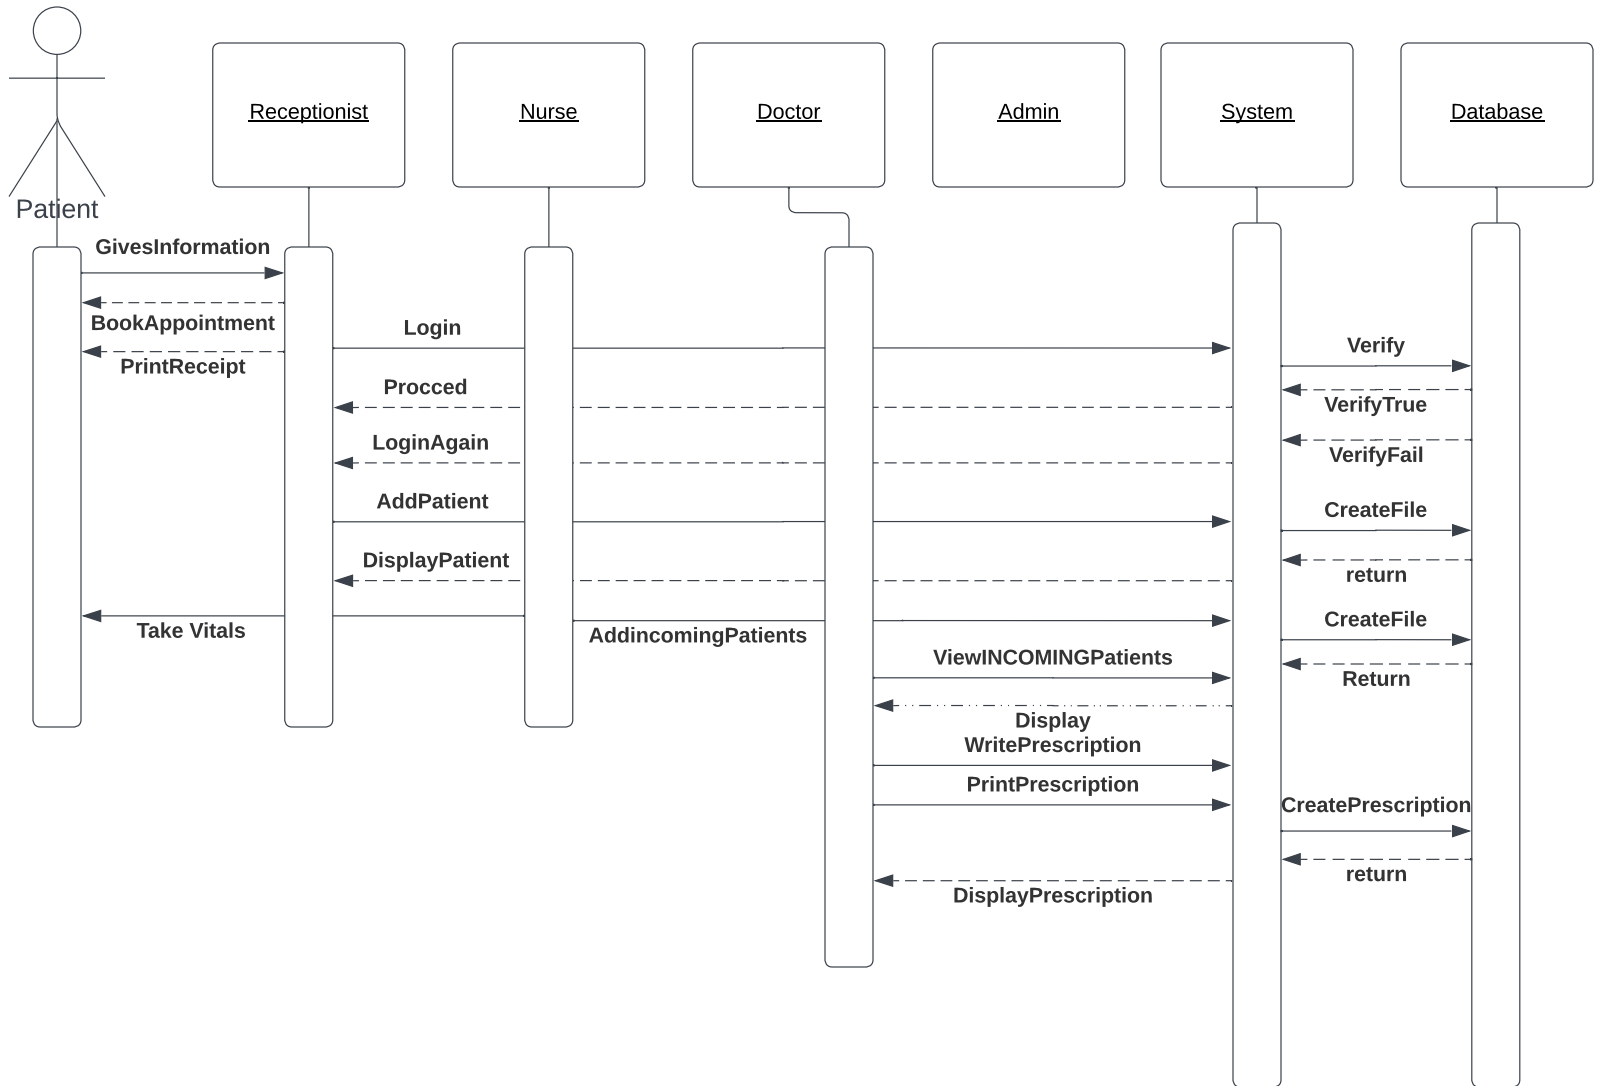 Receptionist
Nurse
Doctor
Admin
System
Database
Patient
GivesInformation
BookAppointment
Login
Verify
PrintReceipt
Procced
VerifyTrue
LoginAgain
VerifyFail
AddPatient
CreateFile
DisplayPatient
return
Take Vitals
AddincomingPatients
CreateFile
ViewINCOMINGPatients
Return
Display
WritePrescription
PrintPrescription
CreatePrescription
return
DisplayPrescription